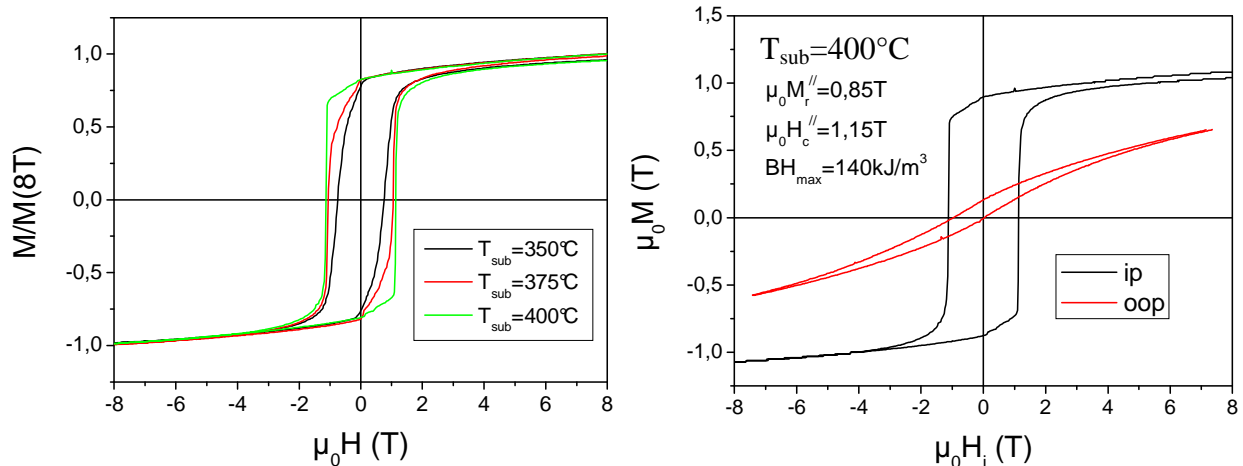 1,0
0,5
0,0
-0,5
-1,0
M/M(8T)
T_sub=350°C
T_sub=375°C
T_sub=400°C
-8 -6 -4 -2 0 2 4 6 8
µ₀H (T)
1,5
1,0
0,5
0,0
-0,5
-1,0
-1,5
µ₀M (T)
T_sub=400°C
µ₀M_r^//=0,85T
µ₀H_c^//=1,15T
BH_max=140kJ/m³
ip
oop
-8 -6 -4 -2 0 2 4 6 8
µ₀H_i (T)